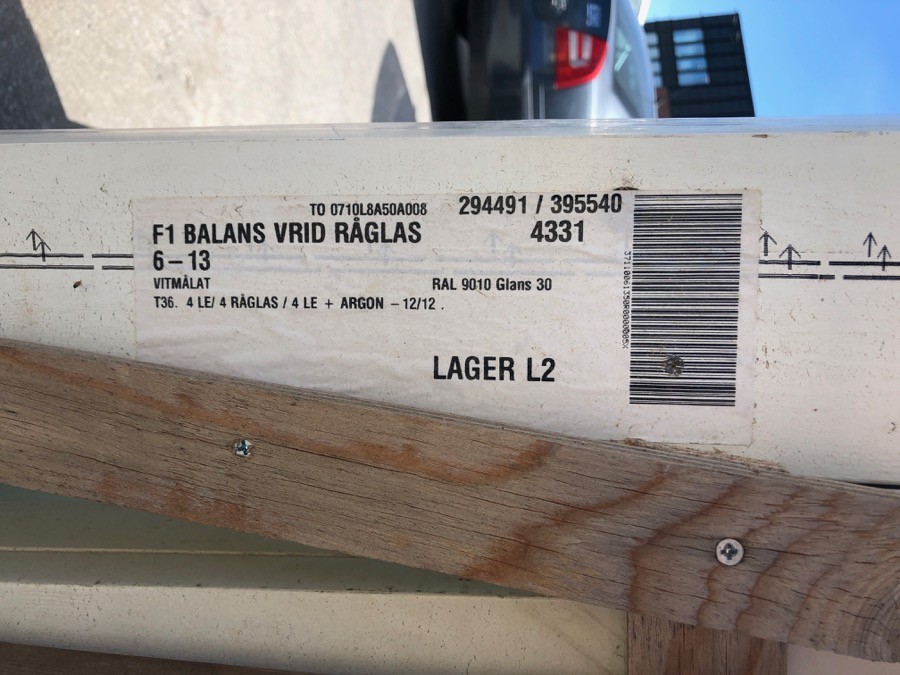 TO 0710L8A50A008
294491 / 395540
F1 BALANS VRID RÅGLAS
4331
6–13
VITMÅLAT
RAL 9010 Glans 30
T36. 4 LE/ 4 RÅGLAS / 4 LE + ARGON –12/12 .
LAGER L2